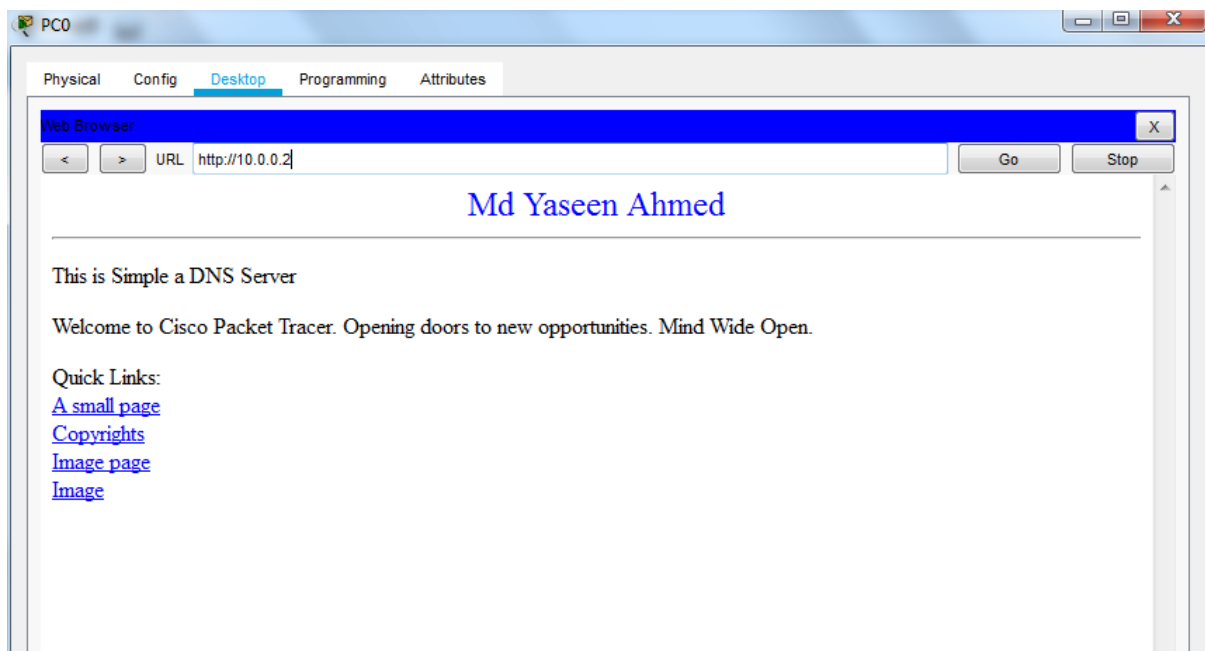 PC0
X
Physical Config Desktop Programming Attributes
Web Browser X
< > URL http://10.0.0.2 Go Stop
Md Yaseen Ahmed
This is Simple a DNS Server
Welcome to Cisco Packet Tracer. Opening doors to new opportunities. Mind Wide Open.
Quick Links:
A small page
Copyrights
Image page
Image